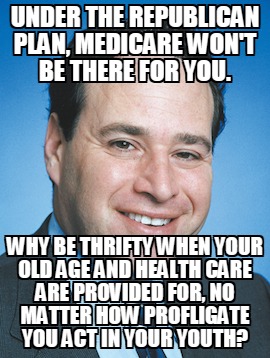 UNDER THE REPUBLICAN
PLAN, MEDICARE WON'T
BE THERE FOR YOU.
WHY BE THRIFTY WHEN YOUR
OLD AGE AND HEALTH CARE
ARE PROVIDED FOR, NO
MATTER HOW PROFLIGATE
YOU ACT IN YOUR YOUTH?